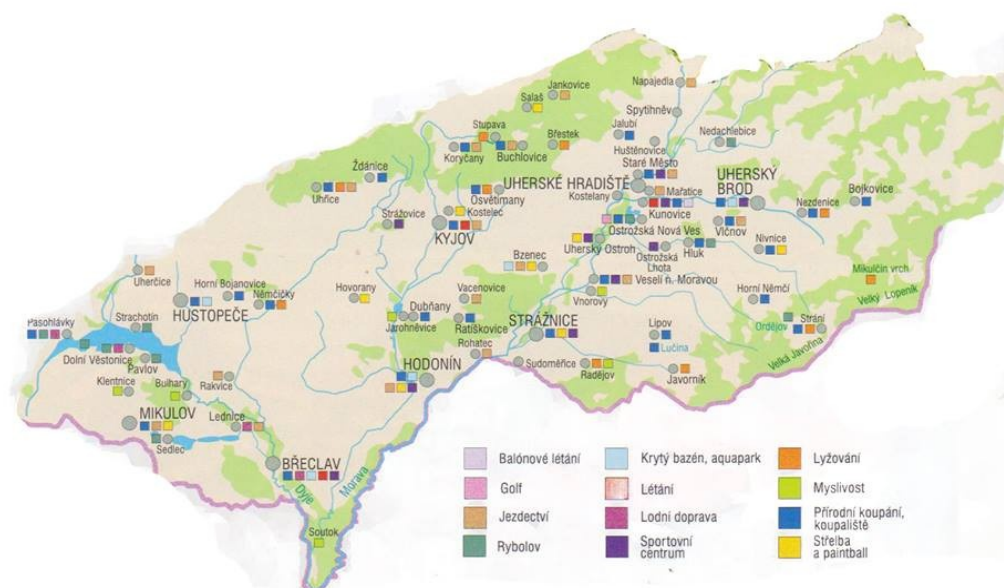 Jankovice
Napajedla
Salaš
Spytihněv
Stupava
Břestek
Jalubí
Nedachlebice
Huštěnovice
Koryčany
Buchlovice
Staré Město
Ždánice
UHERSKÉ HRADIŠTĚ
Mařatice
UHERSKÝ
BROD
Bojkovice
Uhřice
Osvětimany
Kostelany
Kunovice
Nezdenice
Strážovice
Kostelec
Ostrožská Nová Ves
Vlčnov
KYJOV
Uherský Ostroh
Hluk
Nivnice
Bzenec
Ostrožská
Lhota
Uherčice
Veselí n. Moravou
Mikulčin vrch
Horní Bojanovice
Hovorany
Vacenovice
Horní Němčí
Velký Lopeník
Němčičky
Vnorovy
HUSTOPEČE
Dubňany
Strachotín
Jarohněvice
Ratíškovice
STRÁŽNICE
Ordějov
Strání
Pasohlávky
Lipov
Dolní Věstonice
Rohatec
Lučina
Velká Javořina
Pavlov
HODONÍN
Sudoměřice
Klentnice
Bulhary
Rakvice
Radějov
Javorník
MIKULOV
Lednice
Sedlec
BŘECLAV
Dyje
Morava
Soutok
Balónové létání
Krytý bazén, aquapark
Lyžování
Golf
Létání
Myslivost
Jezdectví
Lodní doprava
Přírodní koupání,
koupaliště
Rybolov
Sportovní
centrum
Střelba
a paintball